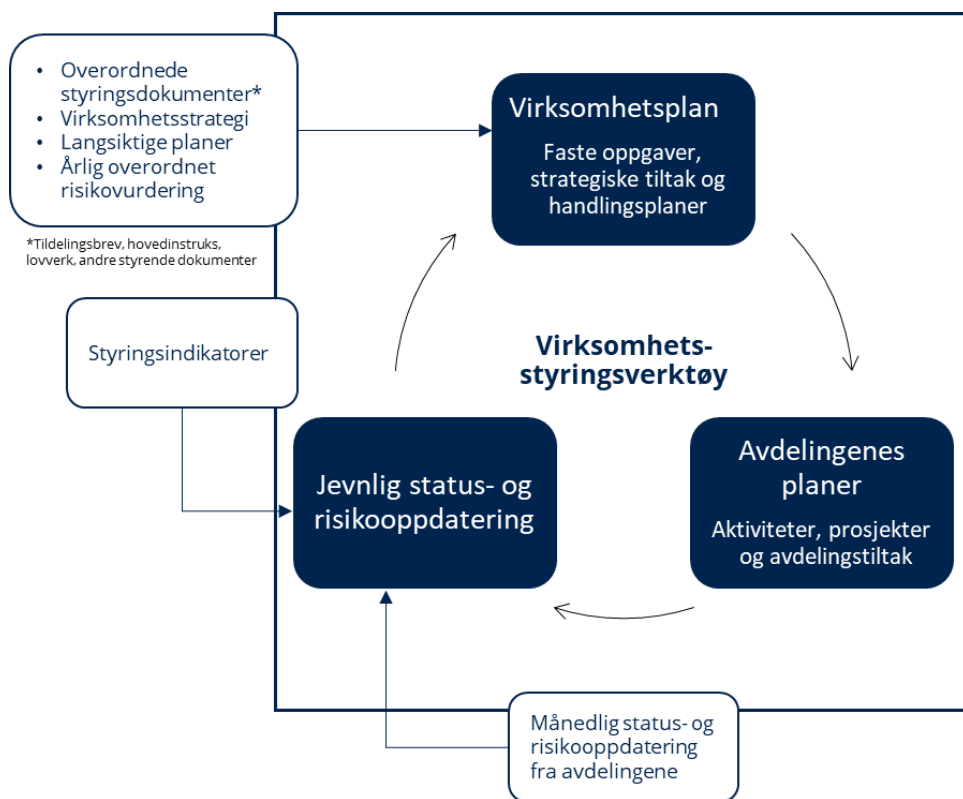 • Overordnede
styringsdokumenter*
• Virksomhetsstrategi
• Langsiktige planer
• Årlig overordnet
risikovurdering
*Tildelingsbrev, hovedinstruks,
lovverk, andre styrende dokumenter
Virksomhetsplan
Faste oppgaver,
strategiske tiltak og
handlingsplaner
Styringsindikatorer
Virksomhets-
styringsverktøy
Jevnlig status- og
risikooppdatering
Avdelingenes
planer
Aktiviteter, prosjekter
og avdelingstiltak
Månedlig status- og
risikooppdatering
fra avdelingene